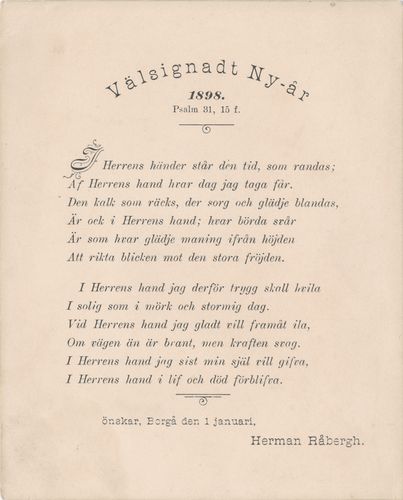 Välsignadt Ny-år
1898.
Psalm 31, 15 f.
I Herrens händer står den tid, som randas;
Af Herrens hand hvar dag jag taga får.
Den kalk som räcks, der sorg och glädje blandas,
Är ock i Herrens hand; hvar börda svår
Är som hvar glädje maning ifrån höjden
Att rikta blicken mot den stora fröjden.
I Herrens hand jag derför trygg skall hvila
I solig som i mörk och stormig dag.
Vid Herrens hand jag gladt vill framåt ila,
Om vägen än är brant, men kraften svag.
I Herrens hand jag sist min själ vill gifva,
I Herrens hand i lif och död förblifva.
önskar, Borgå den 1 januari,
Herman Råbergh.